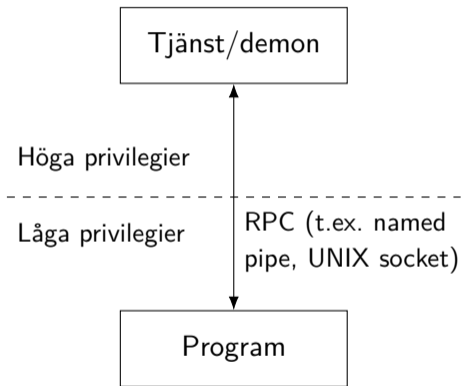 Tjänst/demon
Höga privilegier
Låga privilegier
RPC (t.ex. named
pipe, UNIX socket)
Program